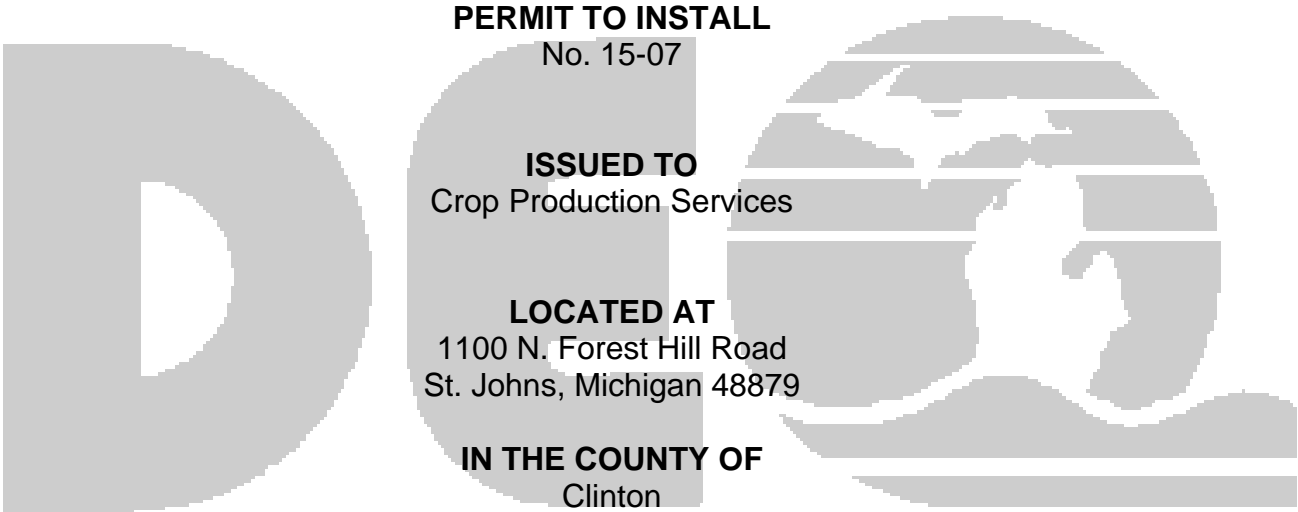 PERMIT TO INSTALL
No. 15-07
ISSUED TO
Crop Production Services
LOCATED AT
1100 N. Forest Hill Road
St. Johns, Michigan 48879
IN THE COUNTY OF
Clinton
DEQ